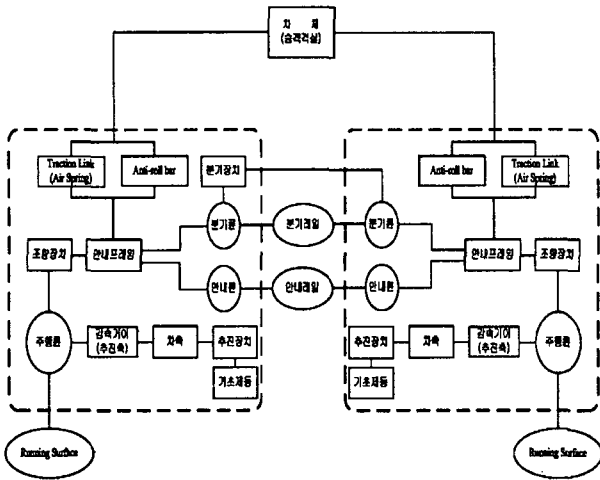 차 체
(승객객실)
Traction Link
(Air Spring)
Anti-roll bar
분기장치
Anti-roll bar
Traction Link
(Air Spring)
분기륜
분기레일
분기륜
조향장치
안내프레임
안내프레임
조향장치
안내륜
안내레일
안내륜
주행륜
감속기어
(추진축)
차축
추진장치
추진장치
차축
감속기어
(추진축)
주행륜
기초제동
기초제동
Running Surface
Running Surface